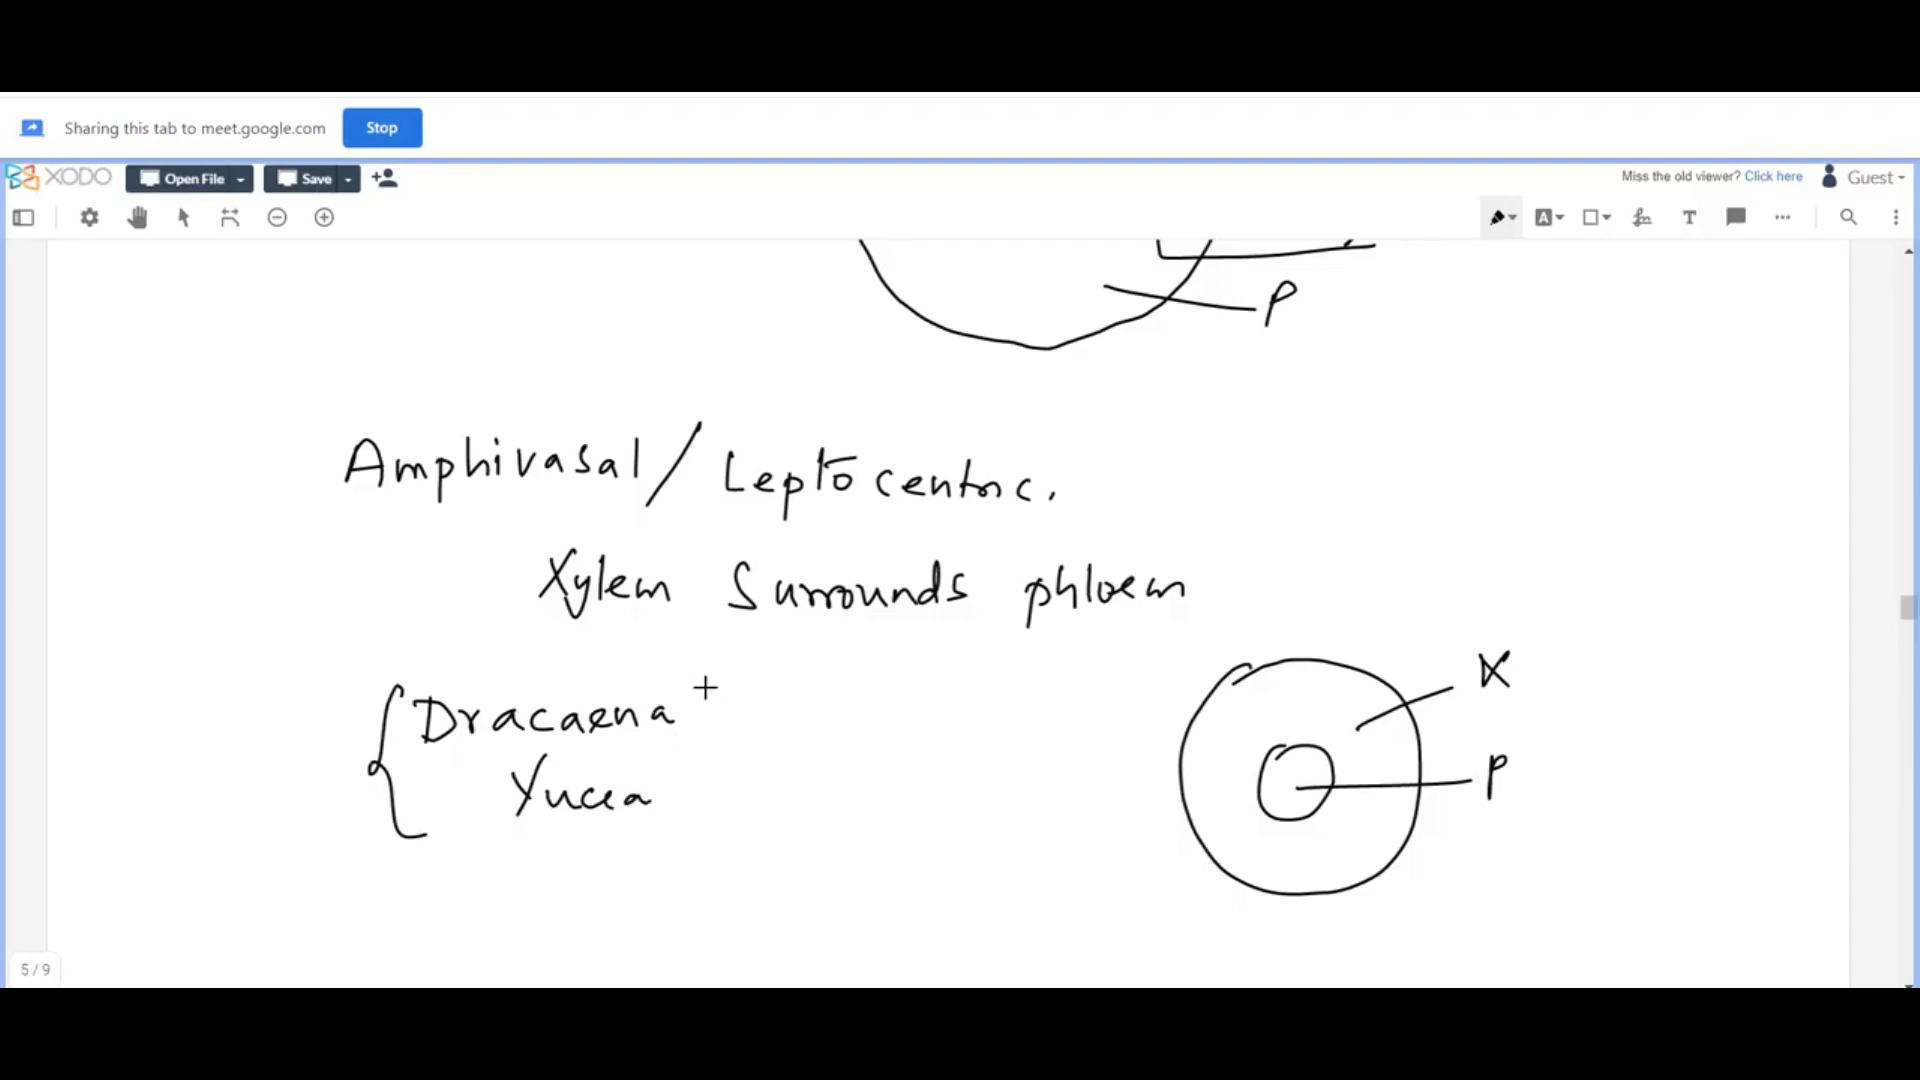 Sharing this tab to meet.google.com Stop
XODO Open File Save Miss the old viewer? Click here Guest
A T
P
Amphivasal / Leptocentric.
Xylem Surrounds phloem
X
Dracaena
P
Yucca
5 / 9